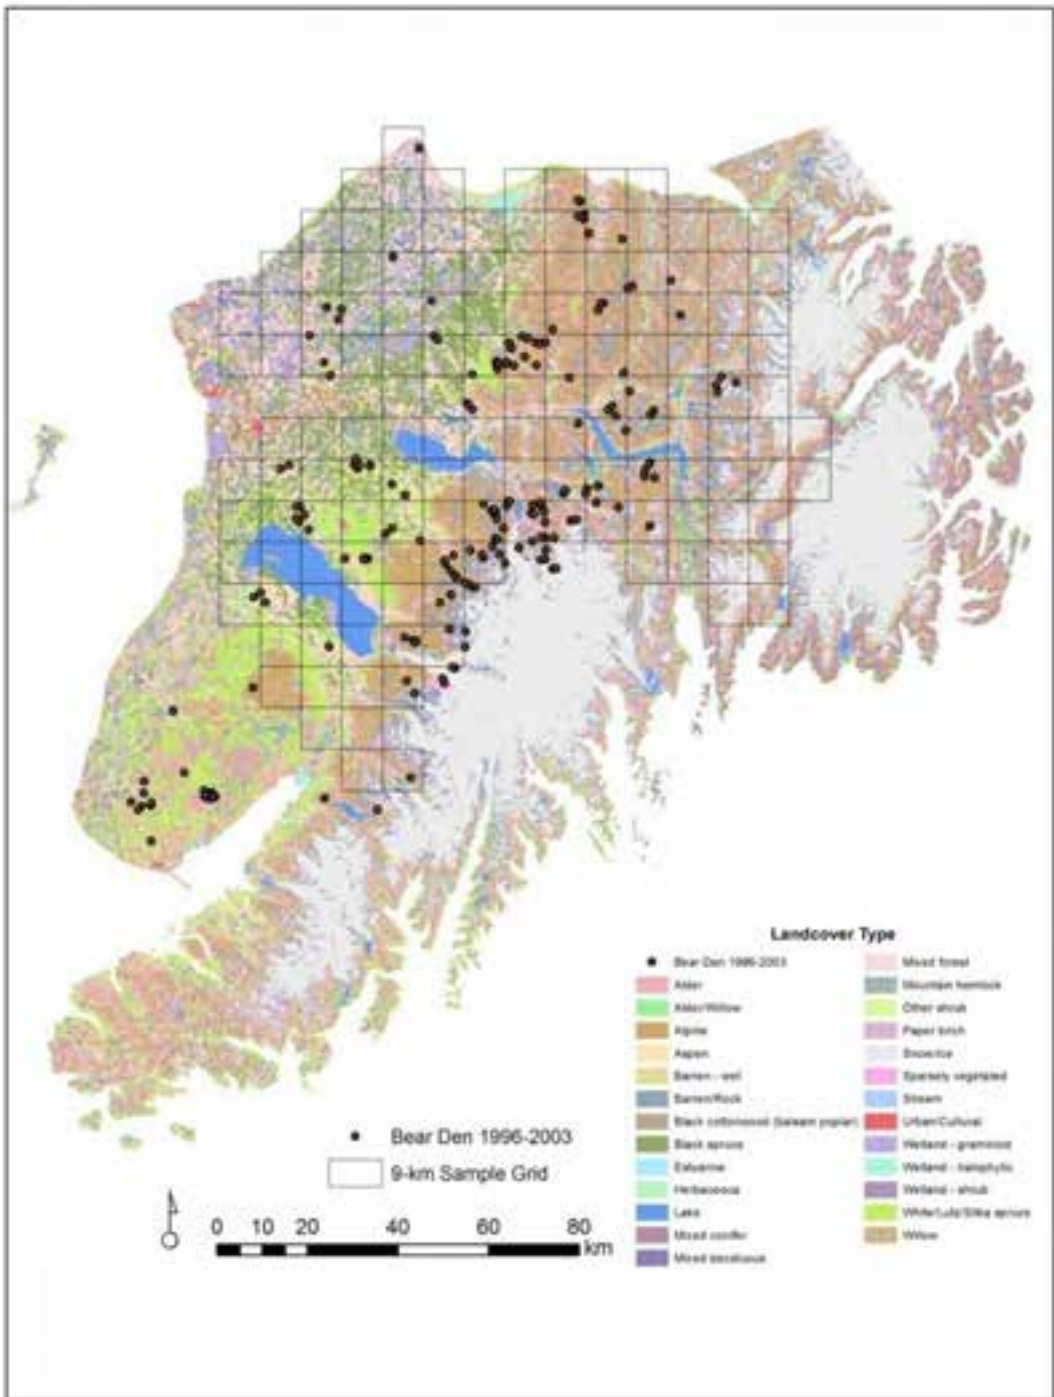 Landcover Type
Bear Den 1996-2003
Alder
Alder/Willow
Alpine
Aspen
Barren - soil
Barren/Rock
Black cottonwood (balsam poplar)
Black spruce
Estuarine
Herbaceous
Lake
Mixed conifer
Mixed deciduous
Mixed forest
Mountain hemlock
Other shrub
Paper birch
Snow/Ice
Sparsely vegetated
Stream
Urban/Cultural
Wetland - graminoid
Wetland - halophytic
Wetland - shrub
White/Lutz/Sitka spruce
Willow
Bear Den 1996-2003
9-km Sample Grid
0 10 20 40 60 80
km